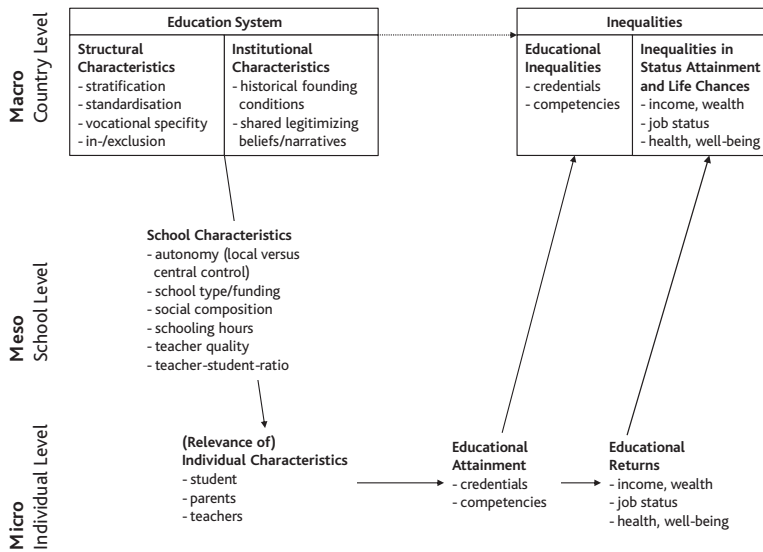 Macro
Country Level
Education System
Structural
Characteristics
- stratification
- standardisation
- vocational specifity
- in-/exclusion
Institutional
Characteristics
- historical founding
conditions
- shared legitimizing
beliefs/narratives
Inequalities
Educational
Inequalities
- credentials
- competencies
Inequalities in
Status Attainment
and Life Chances
- income, wealth
- job status
- health, well-being
Meso
School Level
School Characteristics
- autonomy (local versus
central control)
- school type/funding
- social composition
- schooling hours
- teacher quality
- teacher-student-ratio
Micro
Individual Level
(Relevance of)
Individual Characteristics
- student
- parents
- teachers
Educational
Attainment
- credentials
- competencies
Educational
Returns
- income, wealth
- job status
- health, well-being